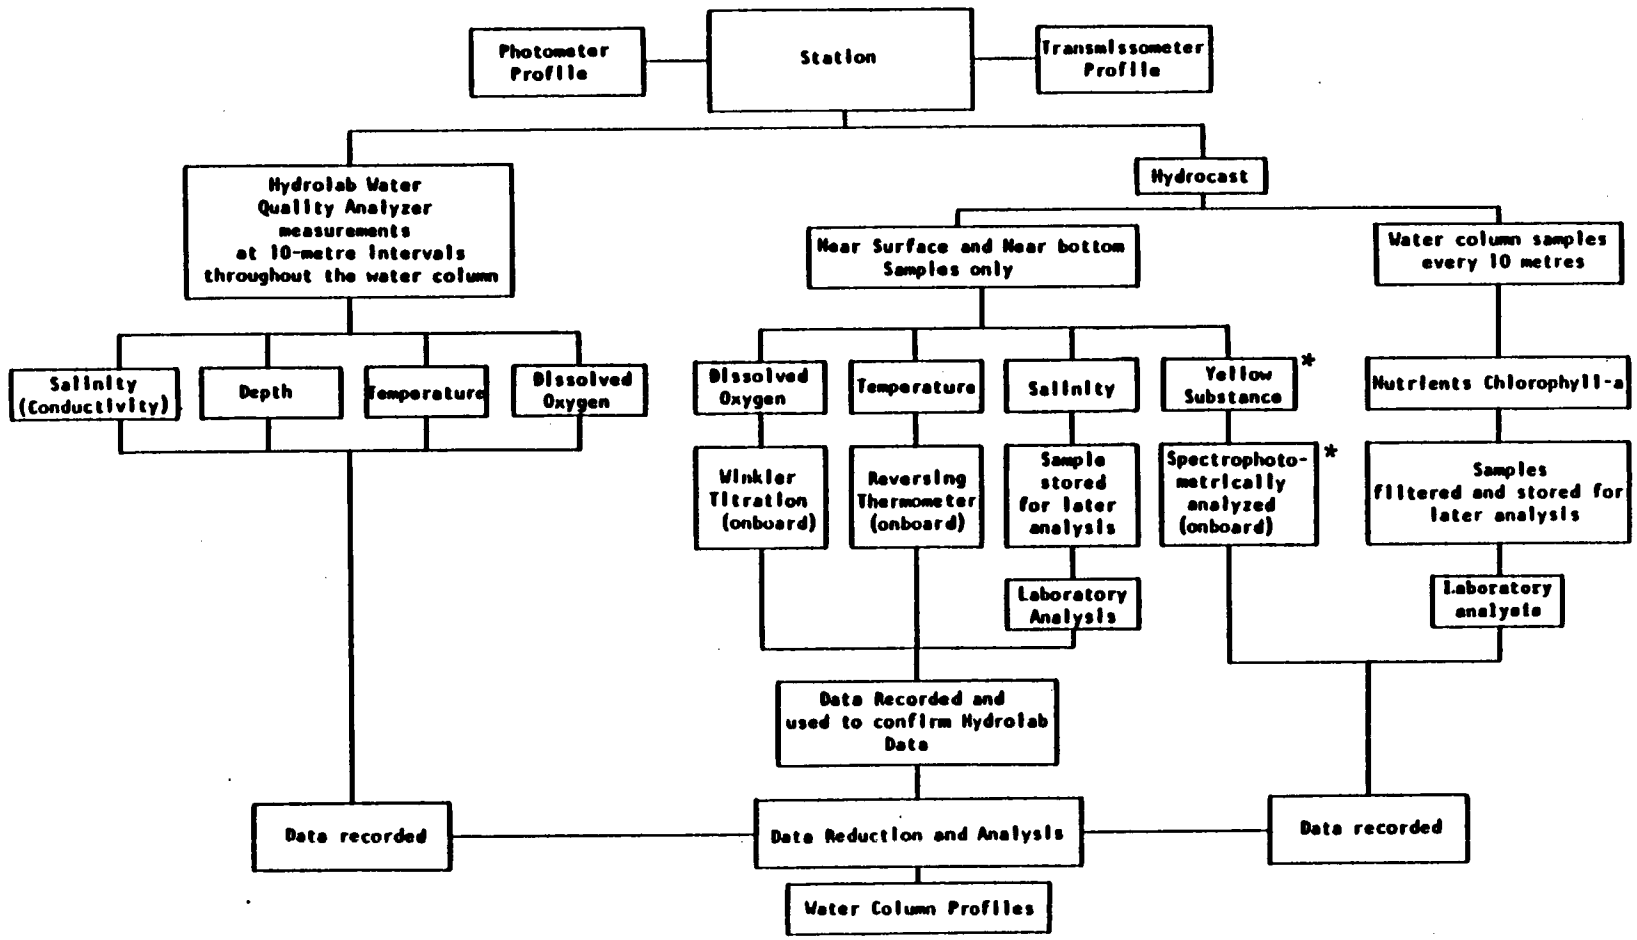 Photometer
Profile
Station
Transmissometer
Profile
Hydrolab Water
Quality Analyzer
measurements
at 10-metre intervals
throughout the water column
Hydrocast
Near Surface and Near bottom
Samples only
Water column samples
every 10 metres
Salinity
(Conductivity)
Depth
Temperature
Dissolved
Oxygen
Dissolved
Oxygen
Temperature
Salinity
Yellow *
Substance
Nutrients Chlorophyll-a
Winkler
Titration
(onboard)
Reversing
Thermometer
(onboard)
Sample
stored
for later
analysis
Spectrophoto- *
metrically
analyzed
(onboard)
Samples
filtered and stored for
later analysis
Laboratory
Analysis
Laboratory
analysis
Data Recorded and
used to confirm Hydrolab
Data
Data recorded
Data Reduction and Analysis
Data recorded
Water Column Profiles